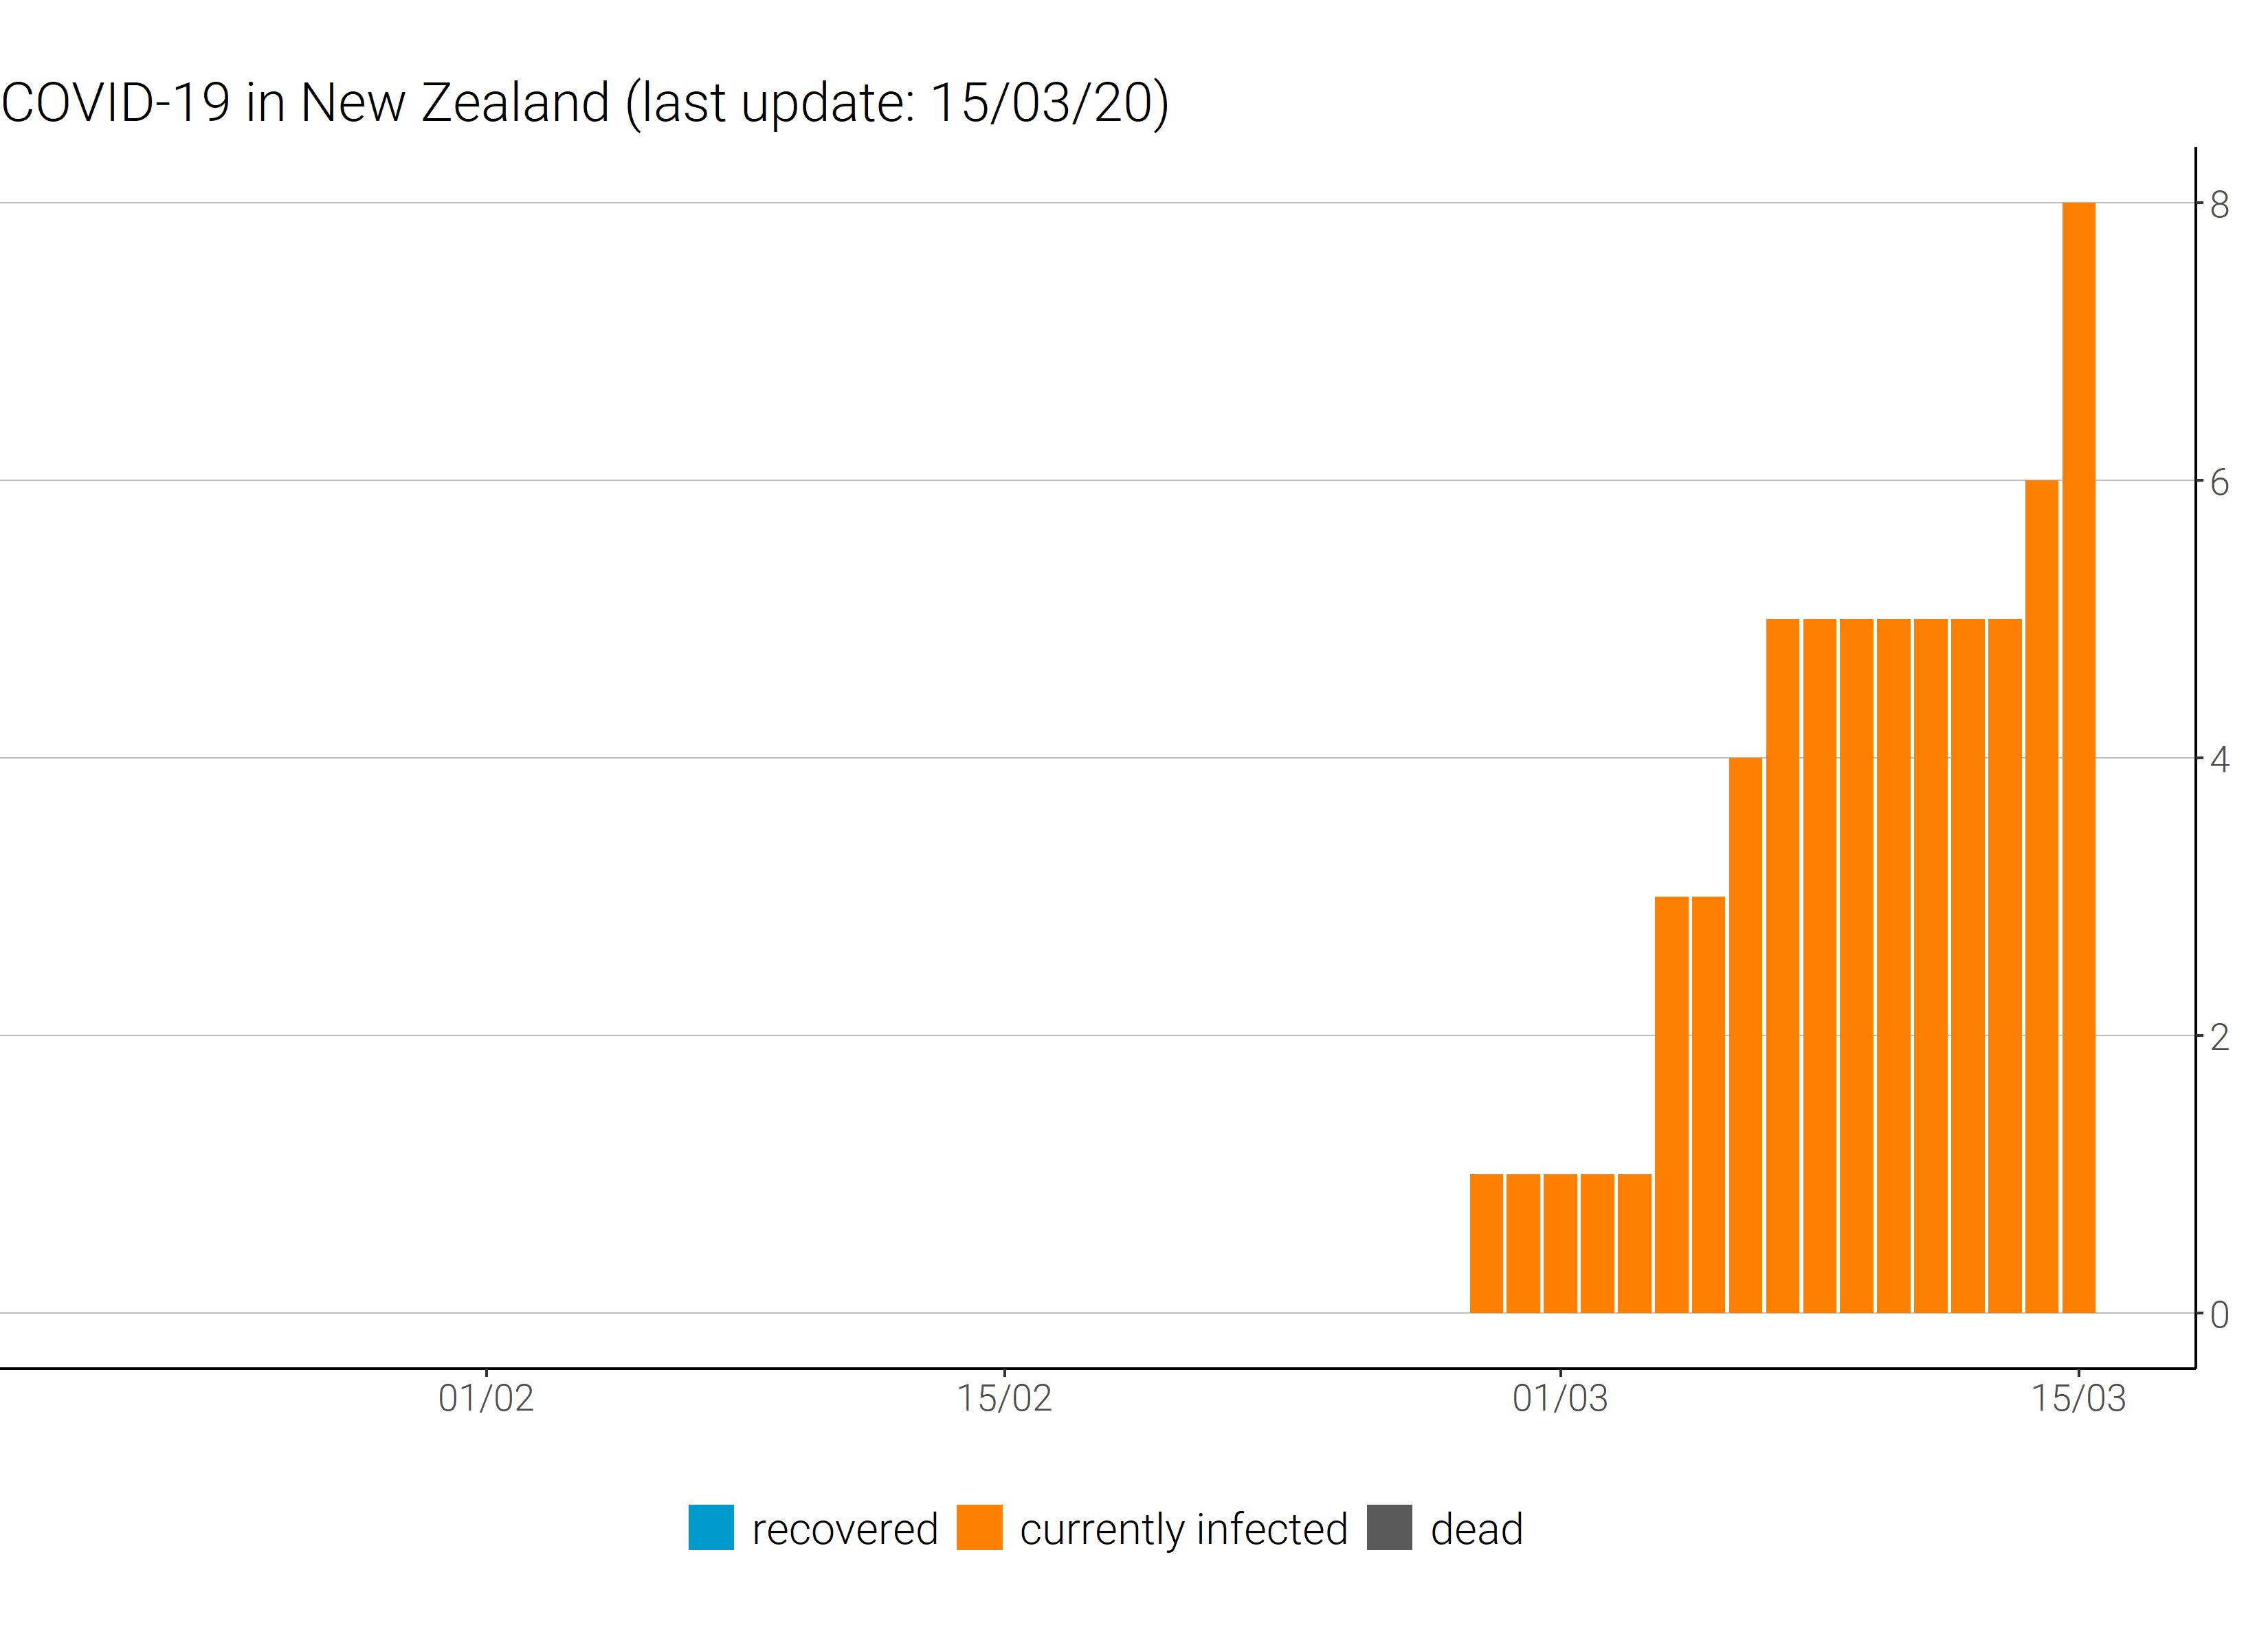 COVID-19 in New Zealand (last update: 15/03/20)
8
6
4
2
0
01/02 15/02 01/03 15/03
recovered currently infected dead